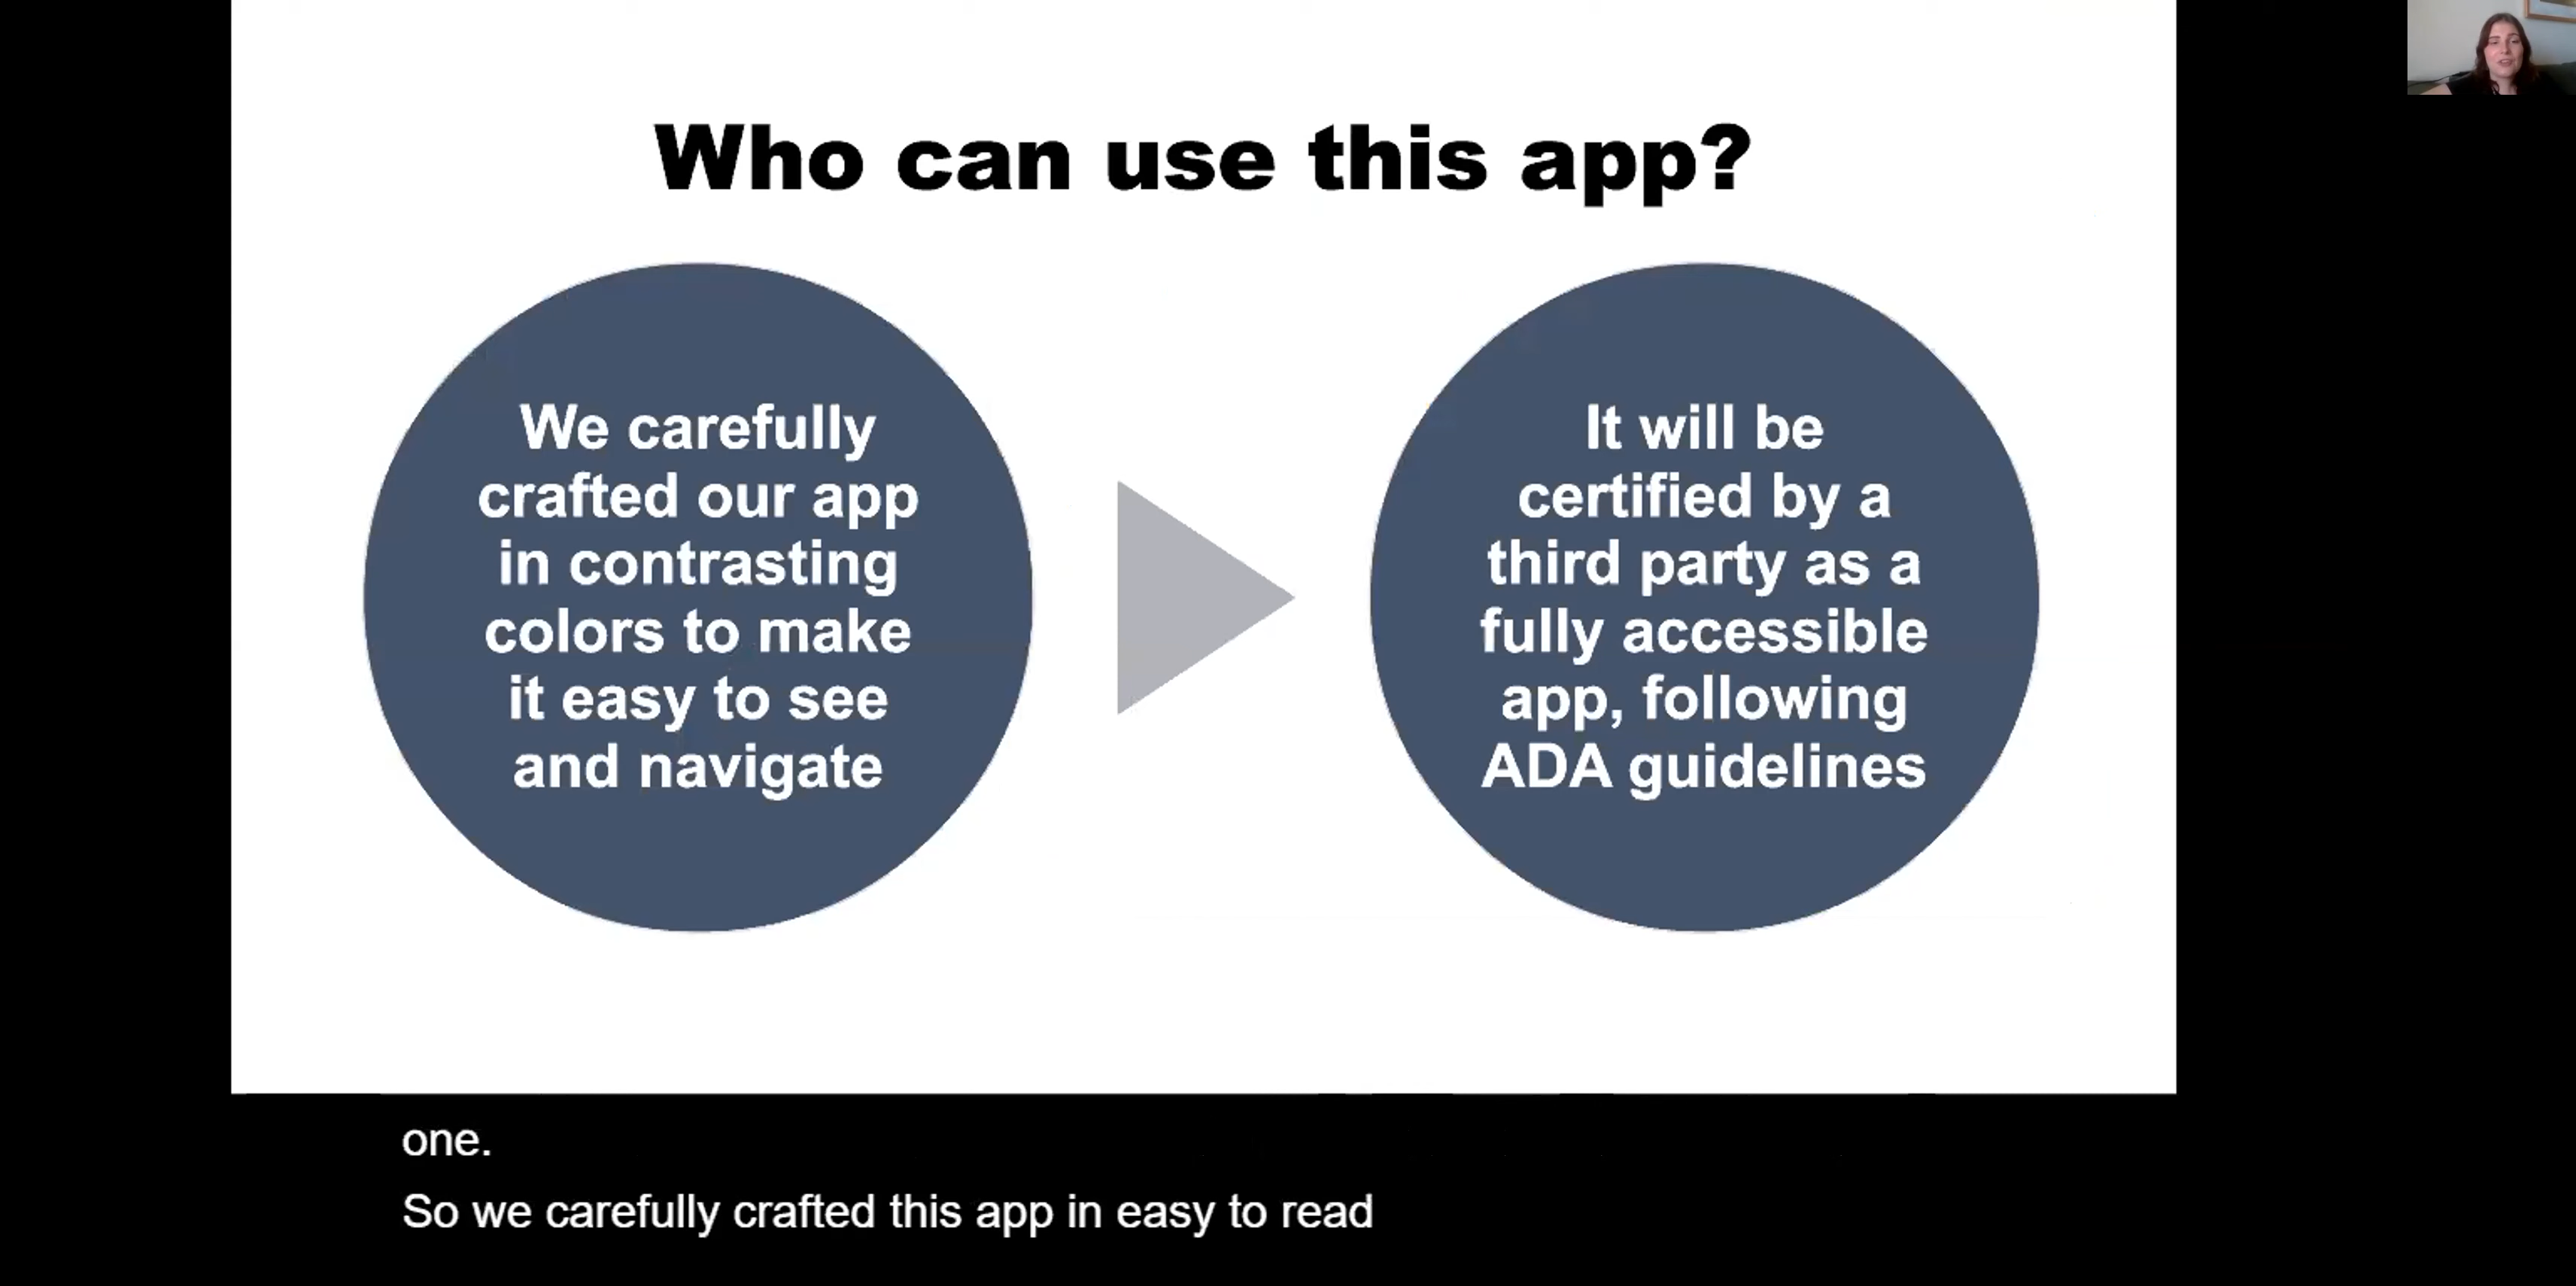 Who can use this app?
We carefully
crafted our app
in contrasting
colors to make
it easy to see
and navigate
It will be
certified by a
third party as a
fully accessible
app, following
ADA guidelines
one.
So we carefully crafted this app in easy to read